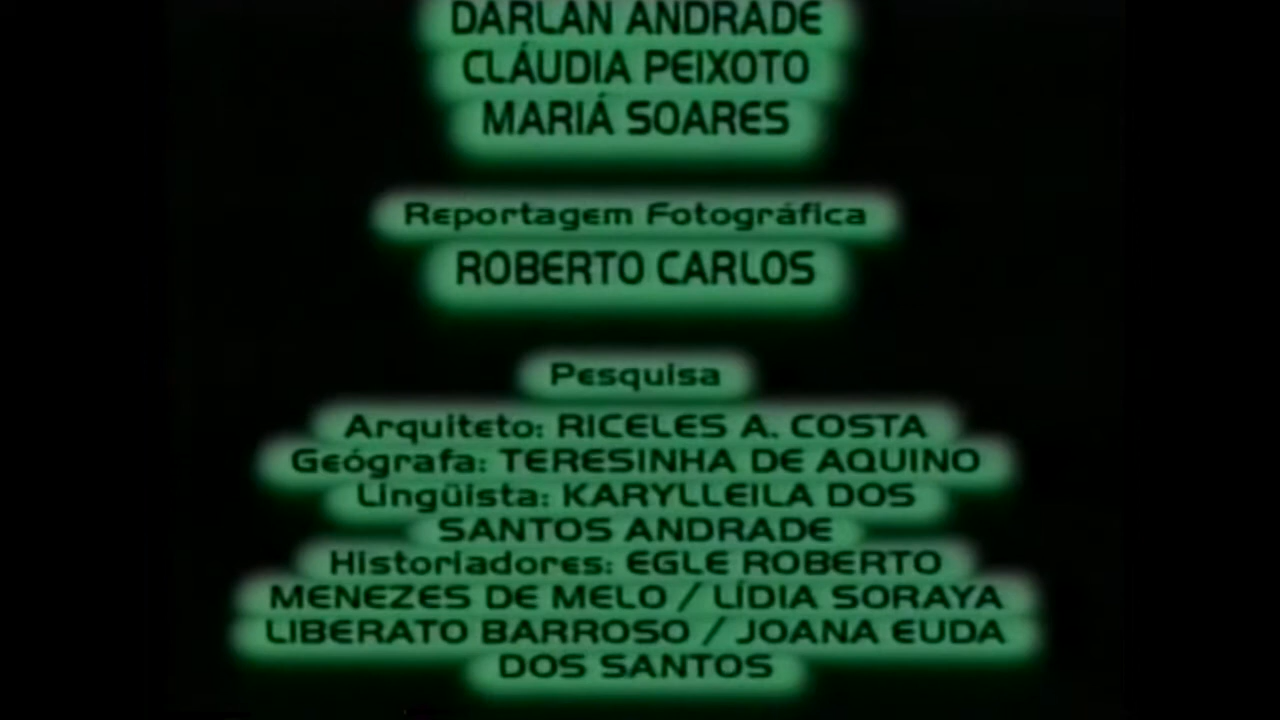 DARLAN ANDRADE
CLÁUDIA PEIXOTO
MARIÁ SOARES
Reportagem Fotográfica
ROBERTO CARLOS
Pesquisa
Arquiteto: RICELES A. COSTA
Geógrafa: TERESINHA DE AQUINO
Lingüista: KARYLLEILA DOS
SANTOS ANDRADE
Historiadores: EGLE ROBERTO
MENEZES DE MELO / LÍDIA SORAYA
LIBERATO BARROSO / JOANA EUDA
DOS SANTOS